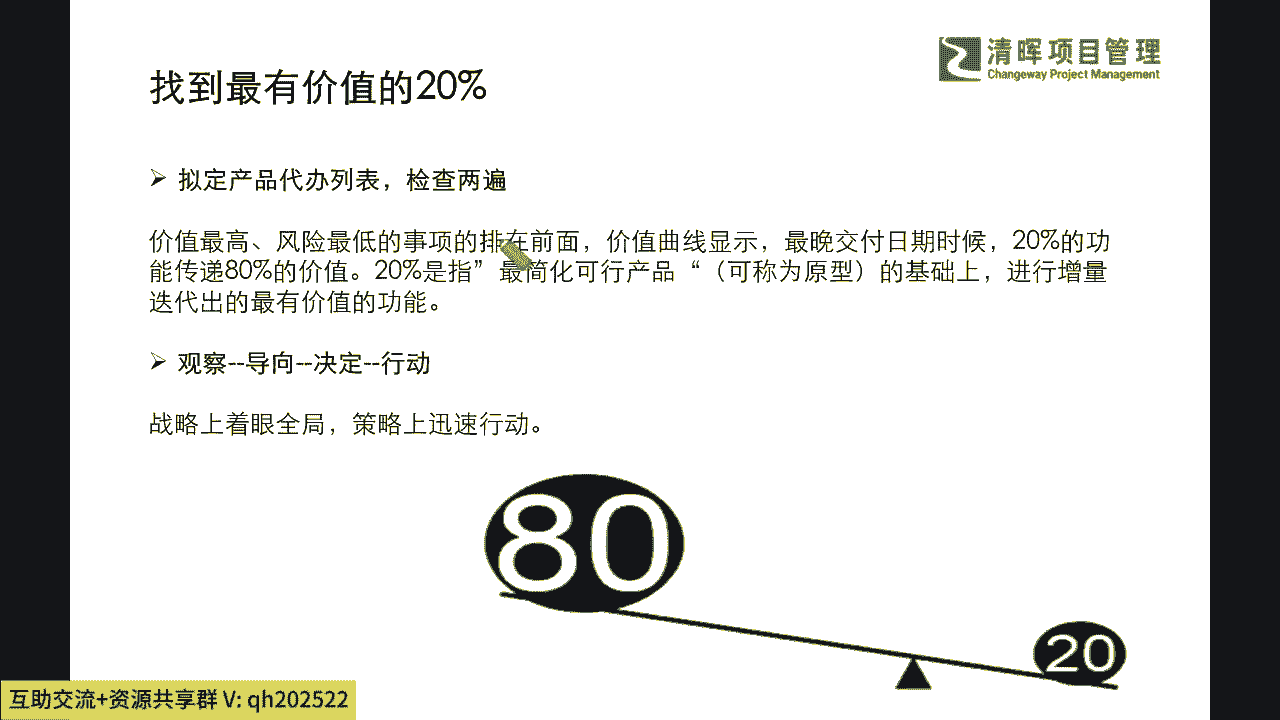 清晖项目管理
Changeway Project Management
找到最有价值的20%
➢ 拟定产品代办列表，检查两遍
价值最高、风险最低的事项的排在前面，价值曲线显示，最晚交付日期时候，20%的功
能传递80%的价值。20%是指”最简化可行产品“（可称为原型）的基础上，进行增量
迭代出的最有价值的功能。
➢ 观察--导向--决定--行动
战略上着眼全局，策略上迅速行动。
80
20
互助交流+资源共享群 V: qh202522